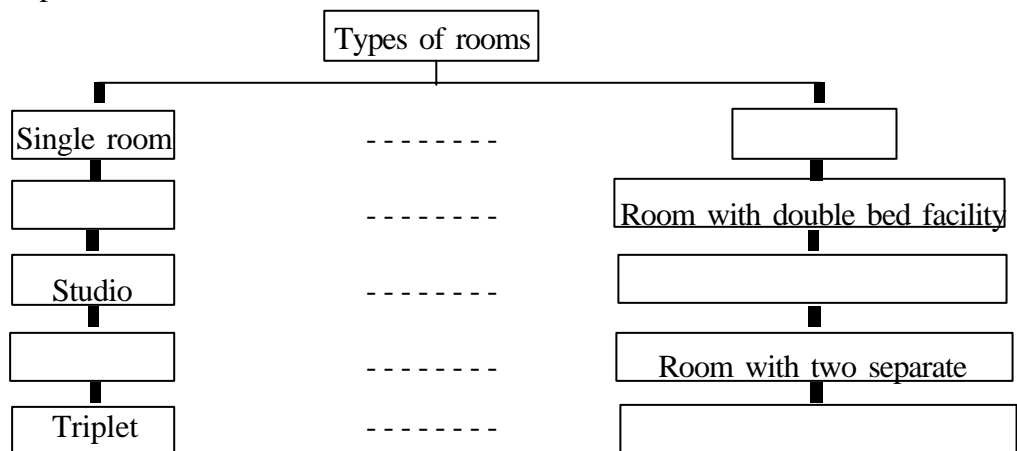 Types of rooms
Single room - - - - - - - -
- - - - - - - - Room with double bed facility
Studio - - - - - - - -
- - - - - - - - Room with two separate
Triplet - - - - - - - -